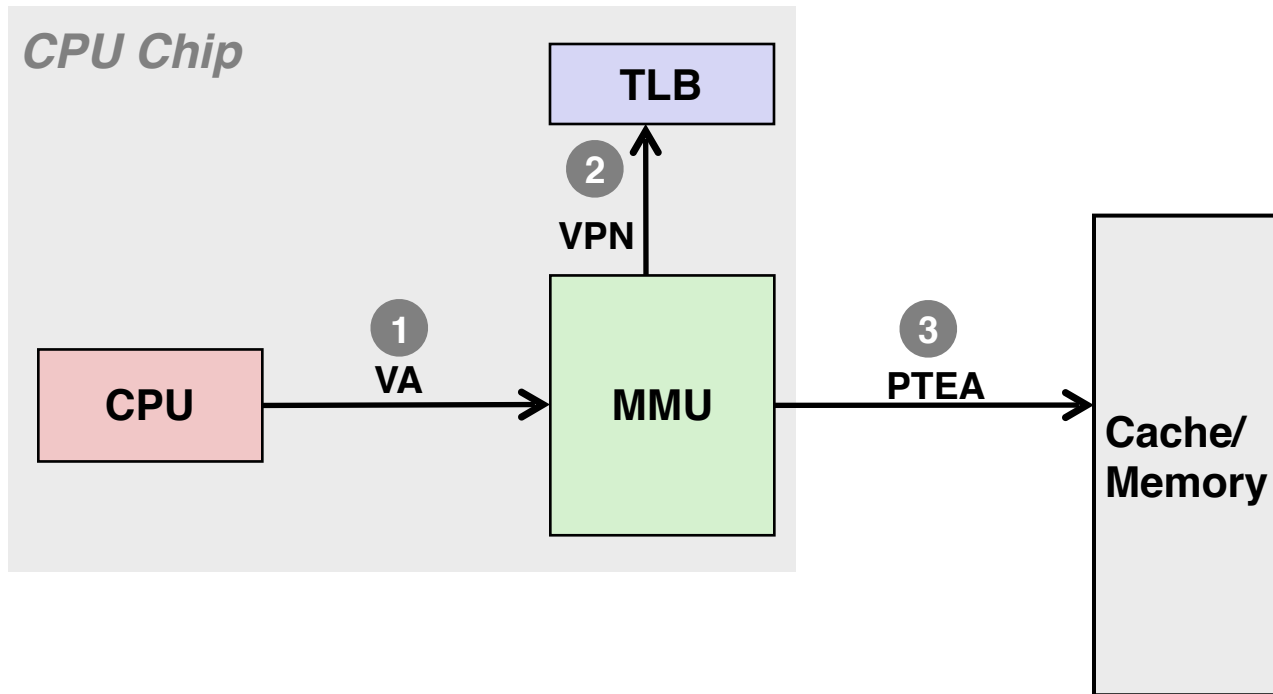 CPU Chip
TLB
2
VPN
1
VA
3
PTEA
CPU
MMU
Cache/
Memory